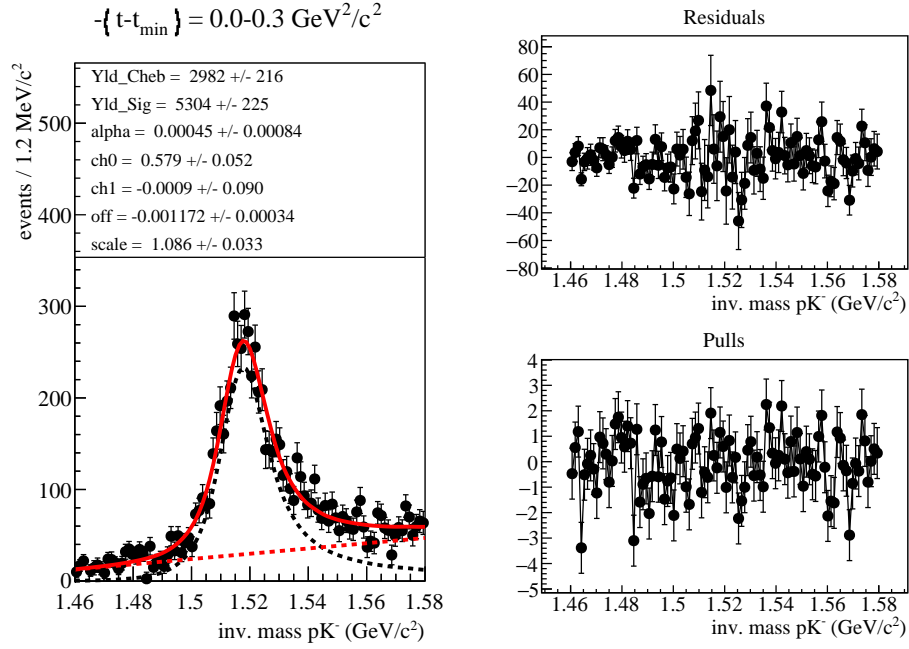 -(t-t_min) = 0.0-0.3 GeV²/c²
Yld_Cheb = 2982 +/- 216
Yld_Sig = 5304 +/- 225
alpha = 0.00045 +/- 0.00084
ch0 = 0.579 +/- 0.052
ch1 = -0.0009 +/- 0.090
off = -0.001172 +/- 0.00034
scale = 1.086 +/- 0.033
events / 1.2 MeV/c²
500
400
300
200
100
0
1.46 1.48 1.5 1.52 1.54 1.56 1.58
inv. mass pK⁻ (GeV/c²)
Residuals
80
60
40
20
0
−20
−40
−60
−80
1.46 1.48 1.5 1.52 1.54 1.56 1.58
inv. mass pK⁻ (GeV/c²)
Pulls
4
3
2
1
0
−1
−2
−3
−4
−5
1.46 1.48 1.5 1.52 1.54 1.56 1.58
inv. mass pK⁻ (GeV/c²)